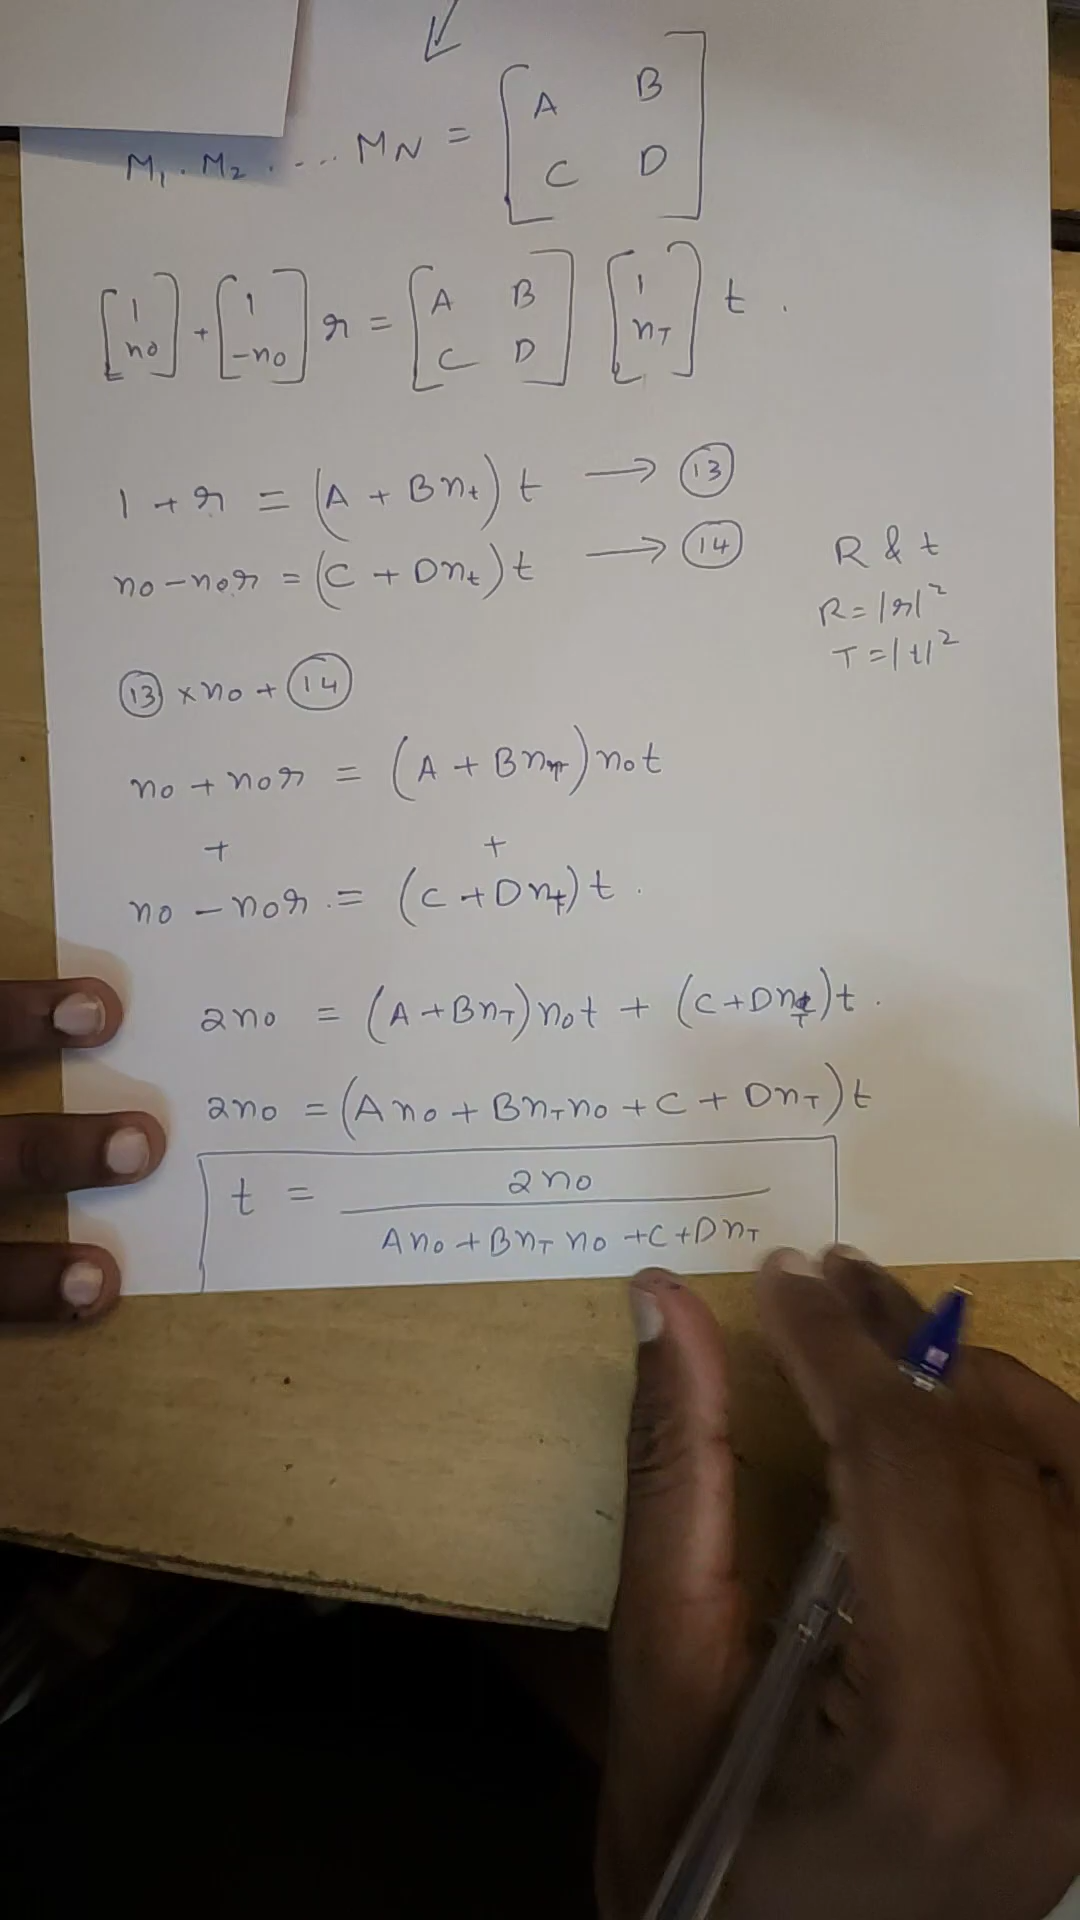 M₁ . M₂ . ... M_N = [A B; C D]
[1; n₀] + [1; -n₀] r = [A B; C D] [1; n_T] t .
1 + r = (A + Bn_t) t → (13)
n₀ - n₀r = (C + Dn_t) t → (14)
R & t
R = |r|²
T = |t|²
(13) × n₀ + (14)
n₀ + n₀r = (A + Bn_T) n₀t
+ +
n₀ - n₀r . = (C + Dn_T) t .
2n₀ = (A + Bn_T) n₀t + (C + Dn_T) t .
2n₀ = (An₀ + Bn_Tn₀ + C + Dn_T) t
t = 2n₀ / (An₀ + Bn_T n₀ + C + Dn_T)